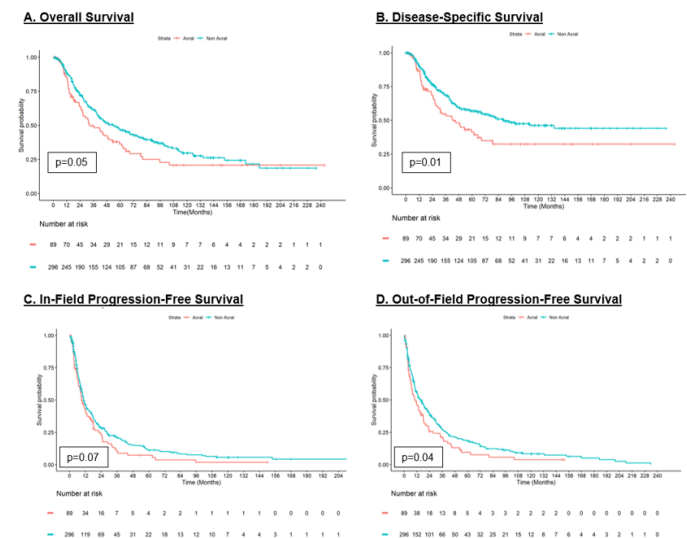 A. Overall Survival
Strata Acral Non Acral
Survival probability
1.00
0.75
0.50
0.25
0.00
p=0.05
0 12 24 36 48 60 72 84 96 108 120 132 144 156 168 180 192 204 216 228 240
Time(Months)
Number at risk
89 70 45 34 29 21 15 12 11 9 7 7 6 4 4 2 2 2 1 1 1
296 245 190 155 124 105 87 68 52 41 31 22 16 13 11 7 5 4 2 2 0
B. Disease-Specific Survival
Strata Acral Non Acral
Survival probability
1.00
0.75
0.50
0.25
0.00
p=0.01
0 12 24 36 48 60 72 84 96 108 120 132 144 156 168 180 192 204 216 228 240
Time(Months)
Number at risk
89 70 45 34 29 21 15 12 11 9 7 7 6 4 4 2 2 2 1 1 1
296 245 190 155 124 105 87 68 52 41 31 22 16 13 11 7 5 4 2 2 0
C. In-Field Progression-Free Survival
Strata Acral Non Acral
Survival probability
1.00
0.75
0.50
0.25
0.00
p=0.07
0 12 24 36 48 60 72 84 96 108 120 132 144 156 168 180 192 204
Time (Months)
Number at risk
89 34 16 7 5 4 2 2 1 1 1 1 1 0 0 0 0 0
296 119 69 45 31 22 18 13 12 10 7 4 4 3 1 1 1 1
D. Out-of-Field Progression-Free Survival
Strata Acral Non Acral
Survival probability
1.00
0.75
0.50
0.25
0.00
p=0.04
0 12 24 36 48 60 72 84 96 108 120 132 144 156 168 180 192 204 216 228 240
Time (Months)
Number at risk
89 38 18 13 8 5 4 3 3 2 2 2 2 0 0 0 0 0 0 0 0
296 152 101 66 50 43 32 25 21 15 12 8 7 6 4 4 3 2 1 1 0